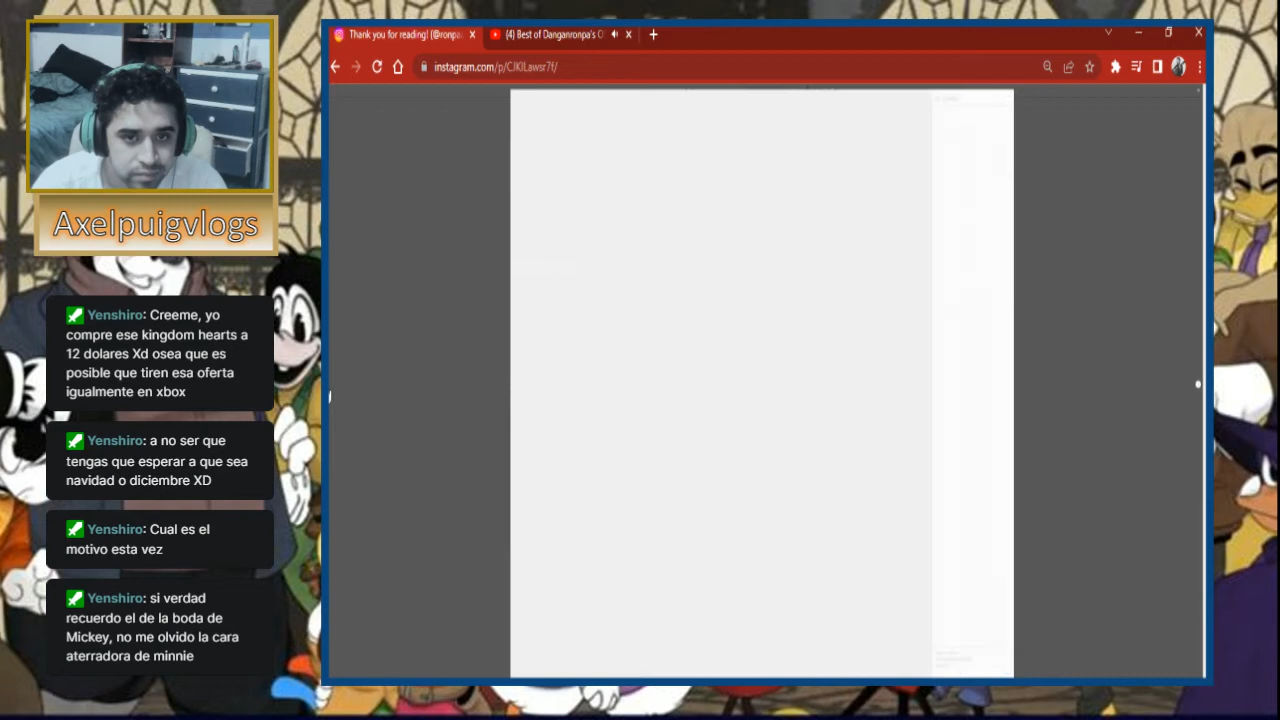 Thank you for reading! (@ronpa
(4) Best of Danganronpa's O
instagram.com/p/CJKlLawsr7f/
Axelpuigvlogs
Yenshiro: Creeme, yo
compre ese kingdom hearts a
12 dolares Xd osea que es
posible que tiren esa oferta
igualmente en xbox
Yenshiro: a no ser que
tengas que esperar a que sea
navidad o diciembre XD
Yenshiro: Cual es el
motivo esta vez
Yenshiro: si verdad
recuerdo el de la boda de
Mickey, no me olvido la cara
aterradora de minnie